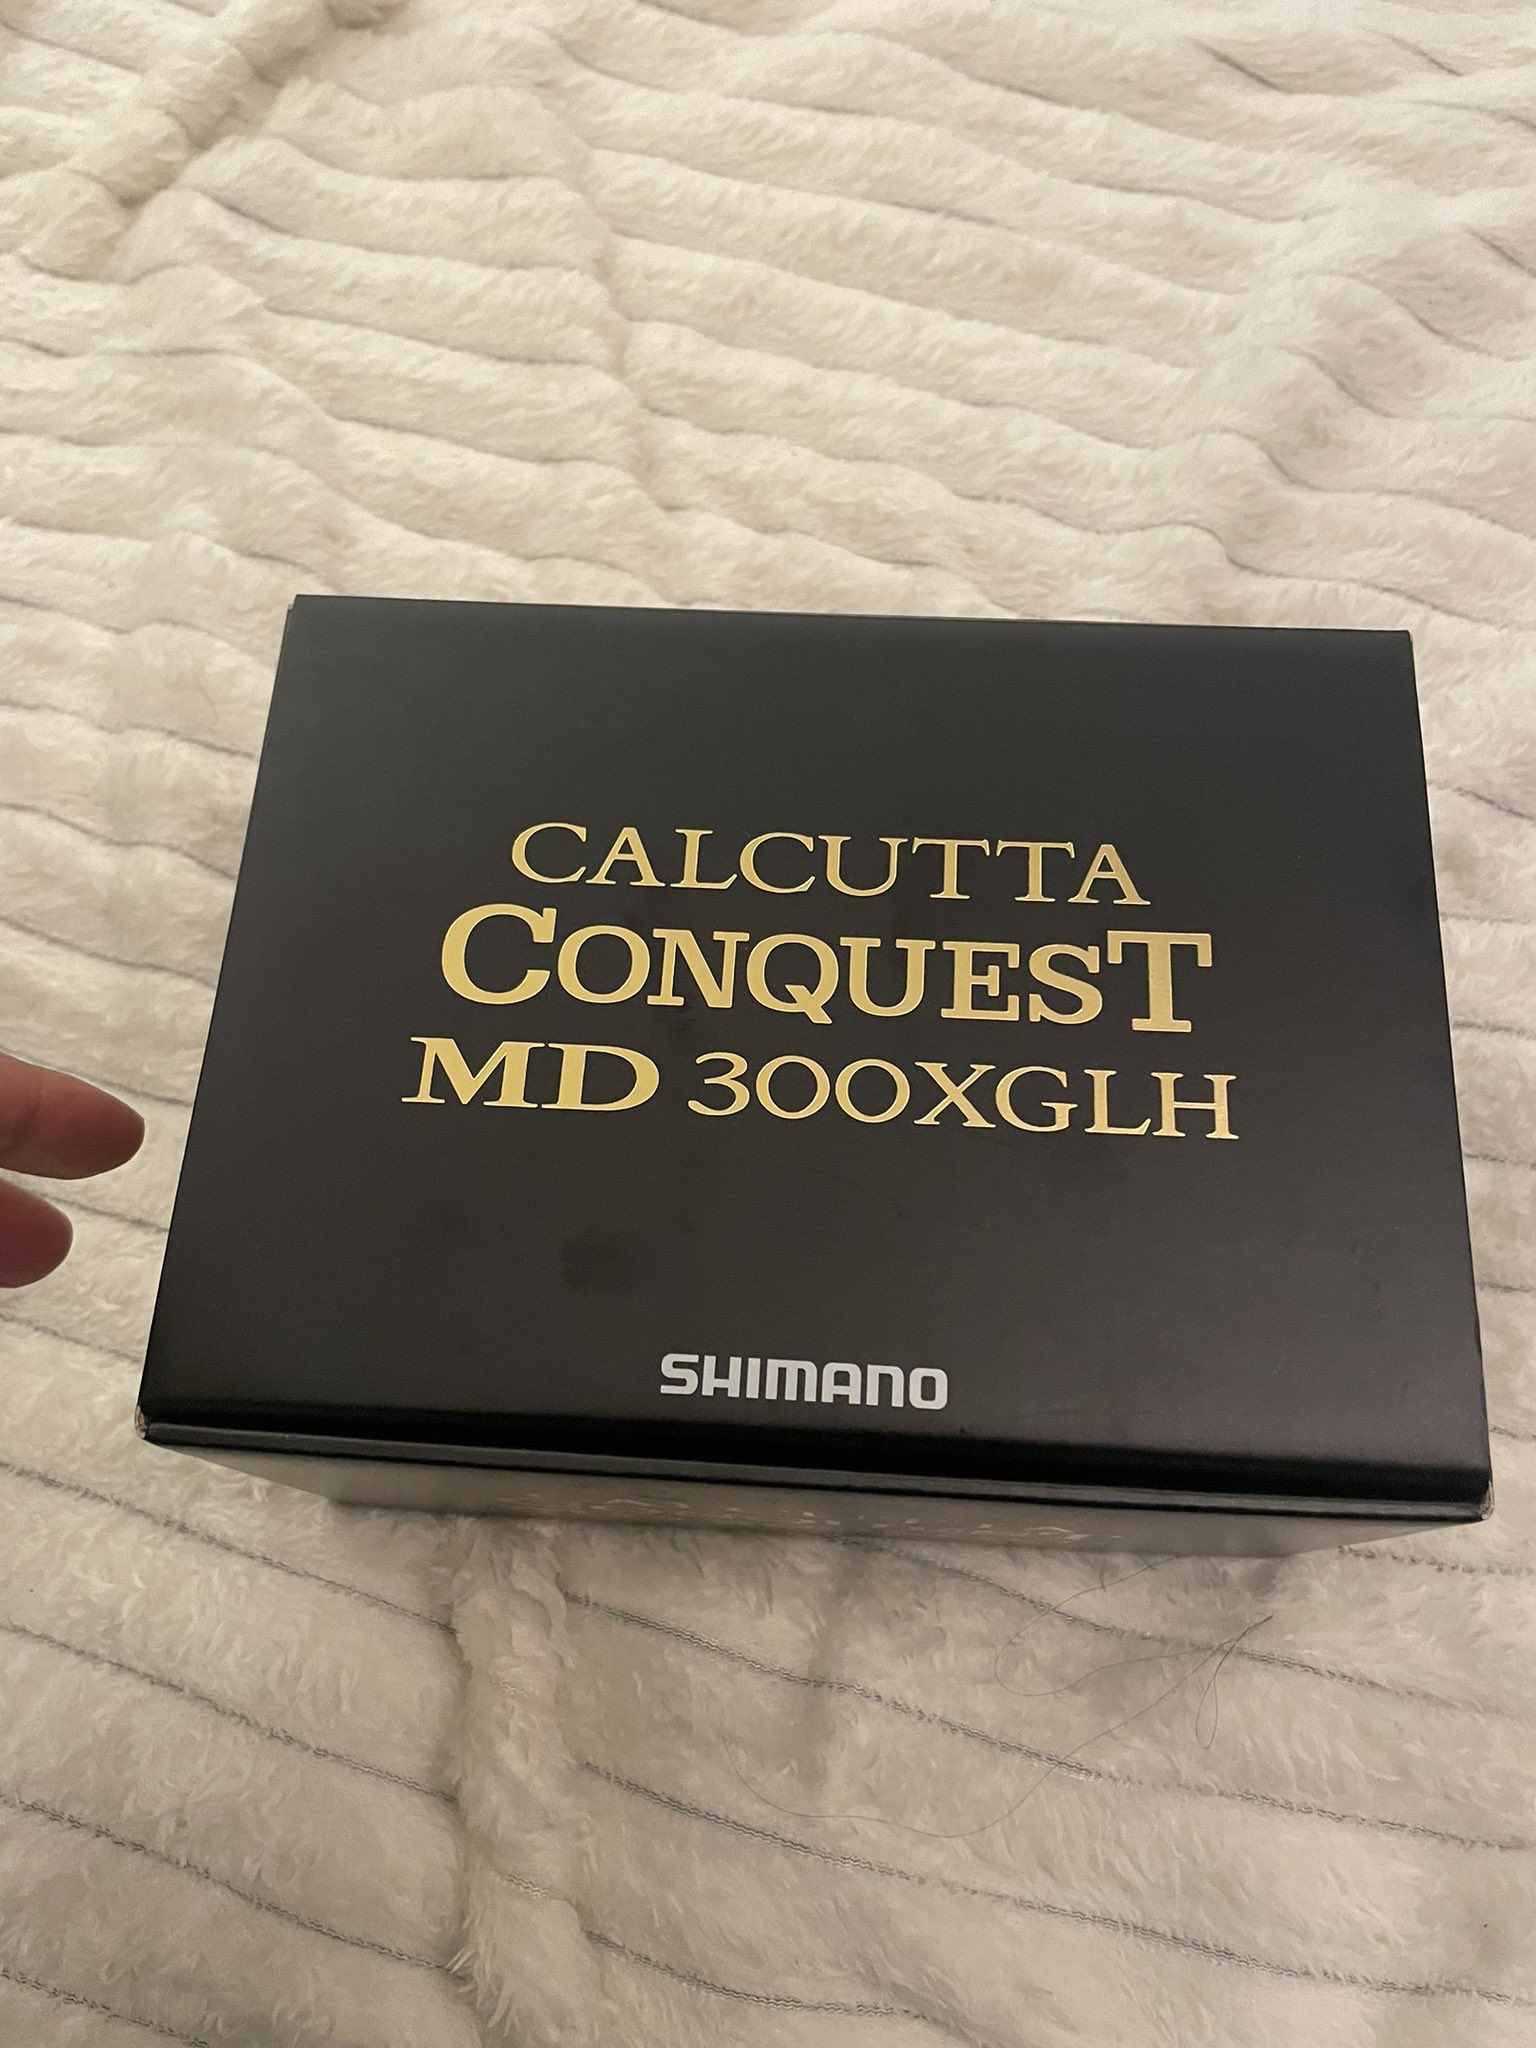 CALCUTTA
CONQUEST
MD 300XGLH
SHIMANO